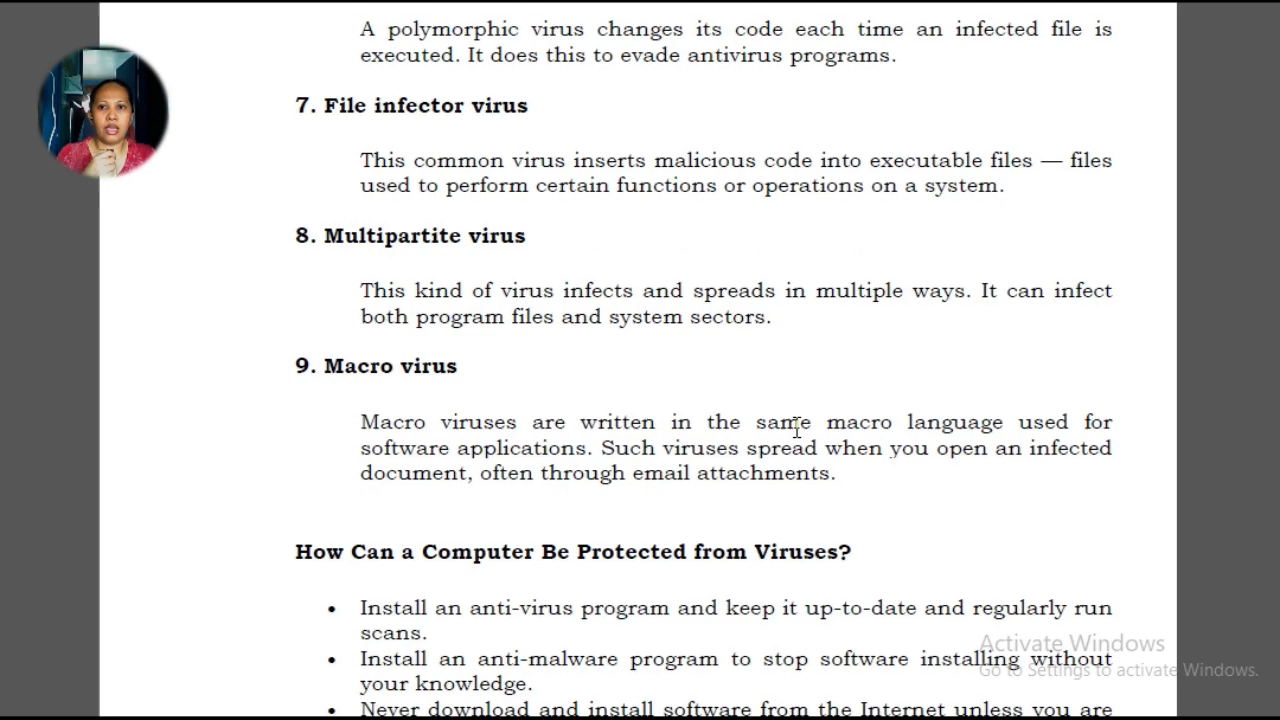 A polymorphic virus changes its code each time an infected file is
executed. It does this to evade antivirus programs.
7. File infector virus
This common virus inserts malicious code into executable files — files
used to perform certain functions or operations on a system.
8. Multipartite virus
This kind of virus infects and spreads in multiple ways. It can infect
both program files and system sectors.
9. Macro virus
Macro viruses are written in the same macro language used for
software applications. Such viruses spread when you open an infected
document, often through email attachments.
How Can a Computer Be Protected from Viruses?
• Install an anti-virus program and keep it up-to-date and regularly run
scans.
• Install an anti-malware program to stop software installing without
your knowledge.
• Never download and install software from the Internet unless you are
Activate Windows
Go to Settings to activate Windows.